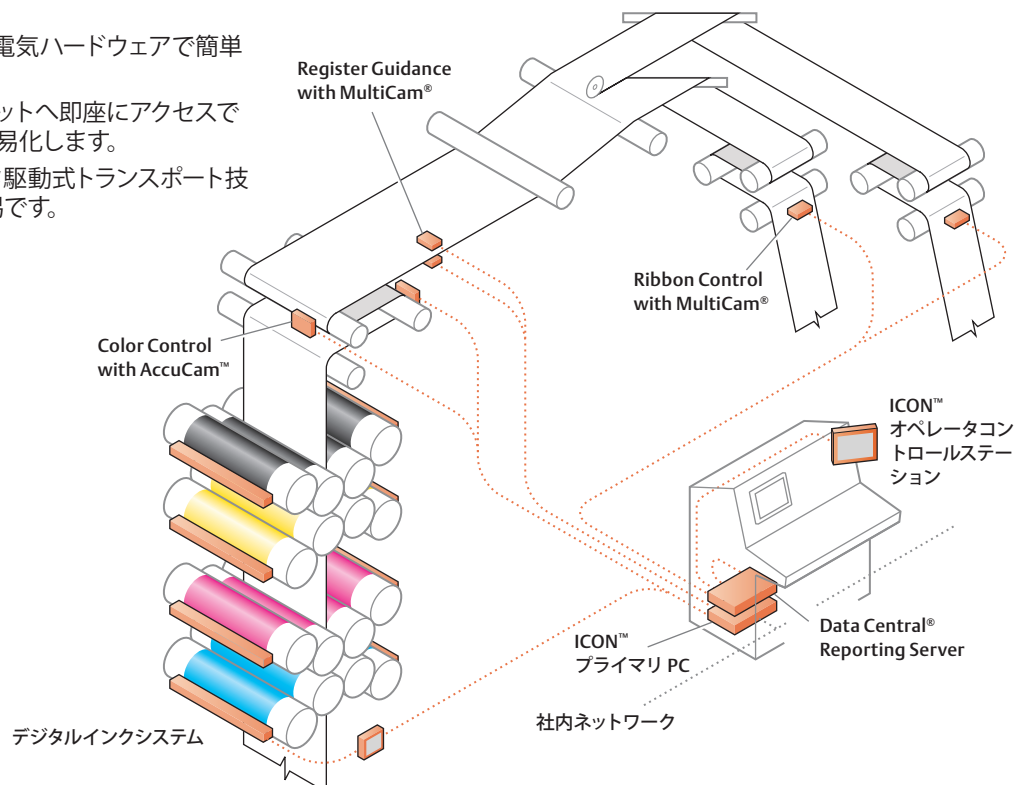 電気ハードウェアで簡単
ットへ即座にアクセスで
易化します。
駆動式トランスポート技
易です。
Register Guidance
with MultiCam®
Ribbon Control
with MultiCam®
Color Control
with AccuCam™
ICON™
オペレータコン
トロールステー
ション
ICON™
プライマリ PC
Data Central®
Reporting Server
社内ネットワーク
デジタルインクシステム